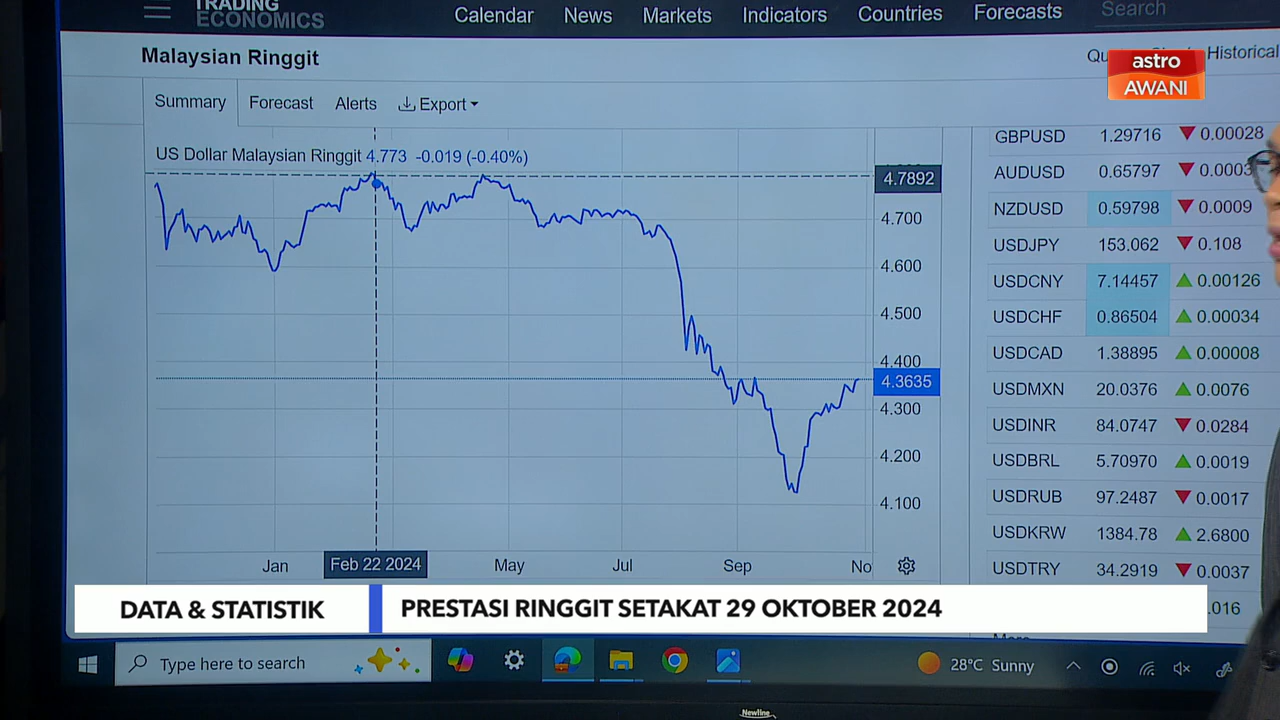 TRADING
ECONOMICS
Calendar News Markets Indicators Countries Forecasts Search
Malaysian Ringgit
Historical
astro
AWANI
Summary Forecast Alerts Export
US Dollar Malaysian Ringgit 4.773 -0.019 (-0.40%)
4.7892
4.700
4.600
4.500
4.400
4.3635
4.300
4.200
4.100
Jan Feb 22 2024 May Jul Sep No
GBPUSD 1.29716 0.00028
AUDUSD 0.65797 0.0003
NZDUSD 0.59798 0.0009
USDJPY 153.062 0.108
USDCNY 7.14457 0.00126
USDCHF 0.86504 0.00034
USDCAD 1.38895 0.00008
USDMXN 20.0376 0.0076
USDINR 84.0747 0.0284
USDBRL 5.70970 0.0019
USDRUB 97.2487 0.0017
USDKRW 1384.78 2.6800
USDTRY 34.2919 0.0037
.016
DATA & STATISTIK
PRESTASI RINGGIT SETAKAT 29 OKTOBER 2024
Type here to search
28°C Sunny
Newline